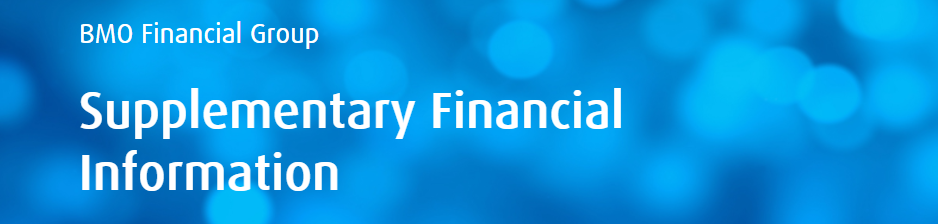 BMO Financial Group
Supplementary Financial
Information